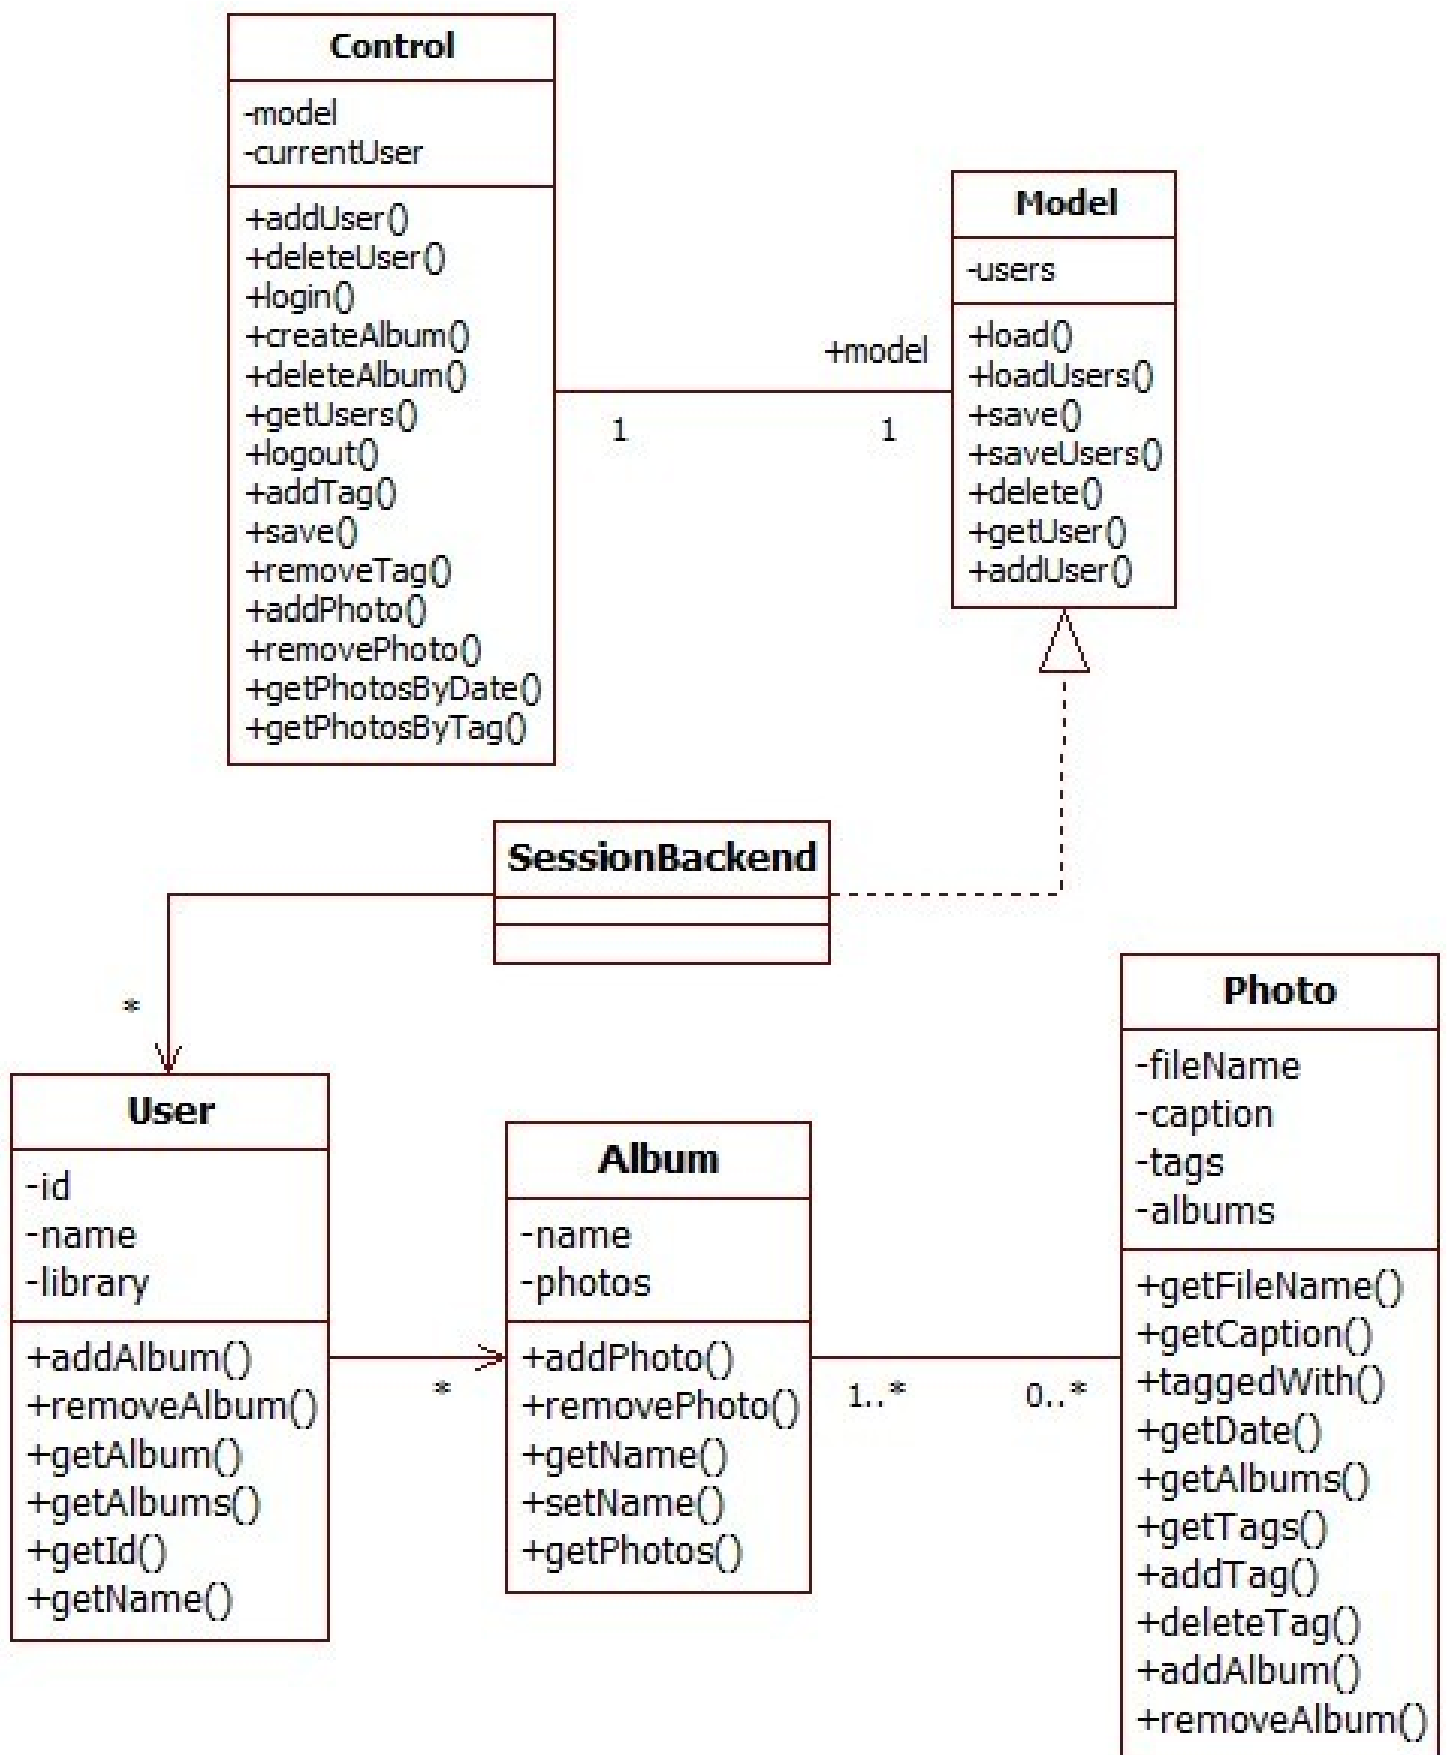 Control
-model
-currentUser
+addUser()
+deleteUser()
+login()
+createAlbum()
+deleteAlbum()
+getUsers()
+logout()
+addTag()
+save()
+removeTag()
+addPhoto()
+removePhoto()
+getPhotosByDate()
+getPhotosByTag()
+model
1
1
Model
-users
+load()
+loadUsers()
+save()
+saveUsers()
+delete()
+getUser()
+addUser()
SessionBackend
*
User
-id
-name
-library
+addAlbum()
+removeAlbum()
+getAlbum()
+getAlbums()
+getId()
+getName()
*
Album
-name
-photos
+addPhoto()
+removePhoto()
+getName()
+setName()
+getPhotos()
1..*
0..*
Photo
-fileName
-caption
-tags
-albums
+getFileName()
+getCaption()
+taggedWith()
+getDate()
+getAlbums()
+getTags()
+addTag()
+deleteTag()
+addAlbum()
+removeAlbum()